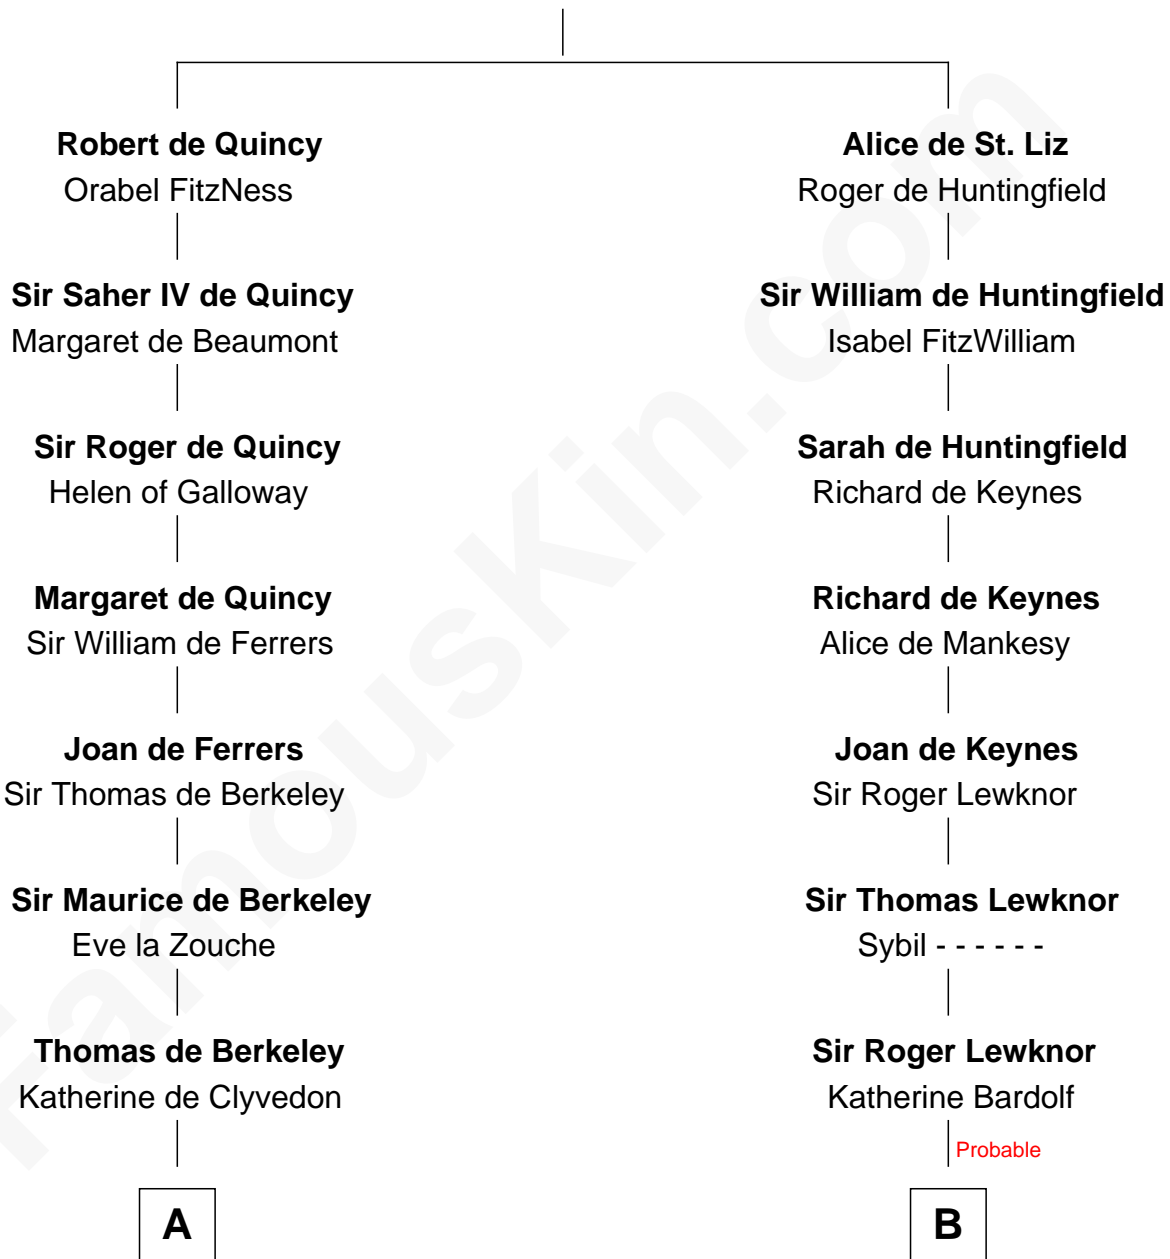 Robert de Quincy
Orabel FitzNess
Sir Saher IV de Quincy
Margaret de Beaumont
Sir Roger de Quincy
Helen of Galloway
Margaret de Quincy
Sir William de Ferrers
Joan de Ferrers
Sir Thomas de Berkeley
Sir Maurice de Berkeley
Eve la Zouche
Thomas de Berkeley
Katherine de Clyvedon
A
Alice de St. Liz
Roger de Huntingfield
Sir William de Huntingfield
Isabel FitzWilliam
Sarah de Huntingfield
Richard de Keynes
Richard de Keynes
Alice de Mankesy
Joan de Keynes
Sir Roger Lewknor
Sir Thomas Lewknor
Sybil - - - - - -
Sir Roger Lewknor
Katherine Bardolf
Probable
B
FamousKin.com